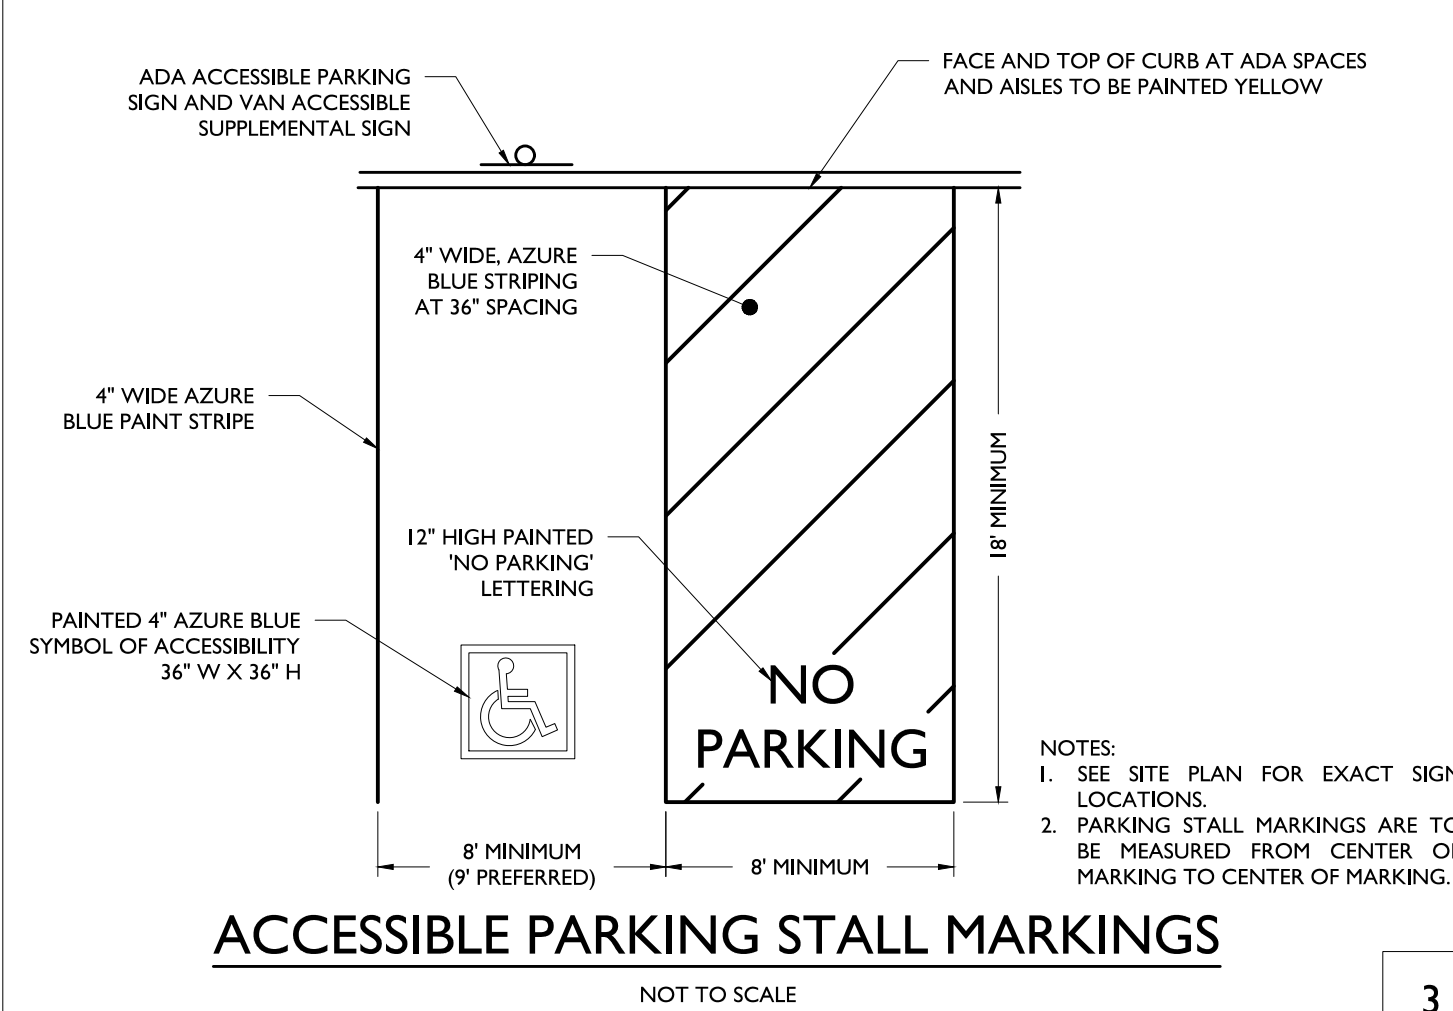 ADA ACCESSIBLE PARKING
SIGN AND VAN ACCESSIBLE
SUPPLEMENTAL SIGN
FACE AND TOP OF CURB AT ADA SPACES
AND AISLES TO BE PAINTED YELLOW
4" WIDE, AZURE
BLUE STRIPING
AT 36" SPACING
4" WIDE AZURE
BLUE PAINT STRIPE
18' MINIMUM
12" HIGH PAINTED
'NO PARKING'
LETTERING
PAINTED 4" AZURE BLUE
SYMBOL OF ACCESSIBILITY
36" W X 36" H
NO
PARKING
NOTES:
1. SEE SITE PLAN FOR EXACT SIGN
LOCATIONS.
2. PARKING STALL MARKINGS ARE TO
BE MEASURED FROM CENTER OF
MARKING TO CENTER OF MARKING.
8' MINIMUM
(9' PREFERRED)
8' MINIMUM
ACCESSIBLE PARKING STALL MARKINGS
NOT TO SCALE
3